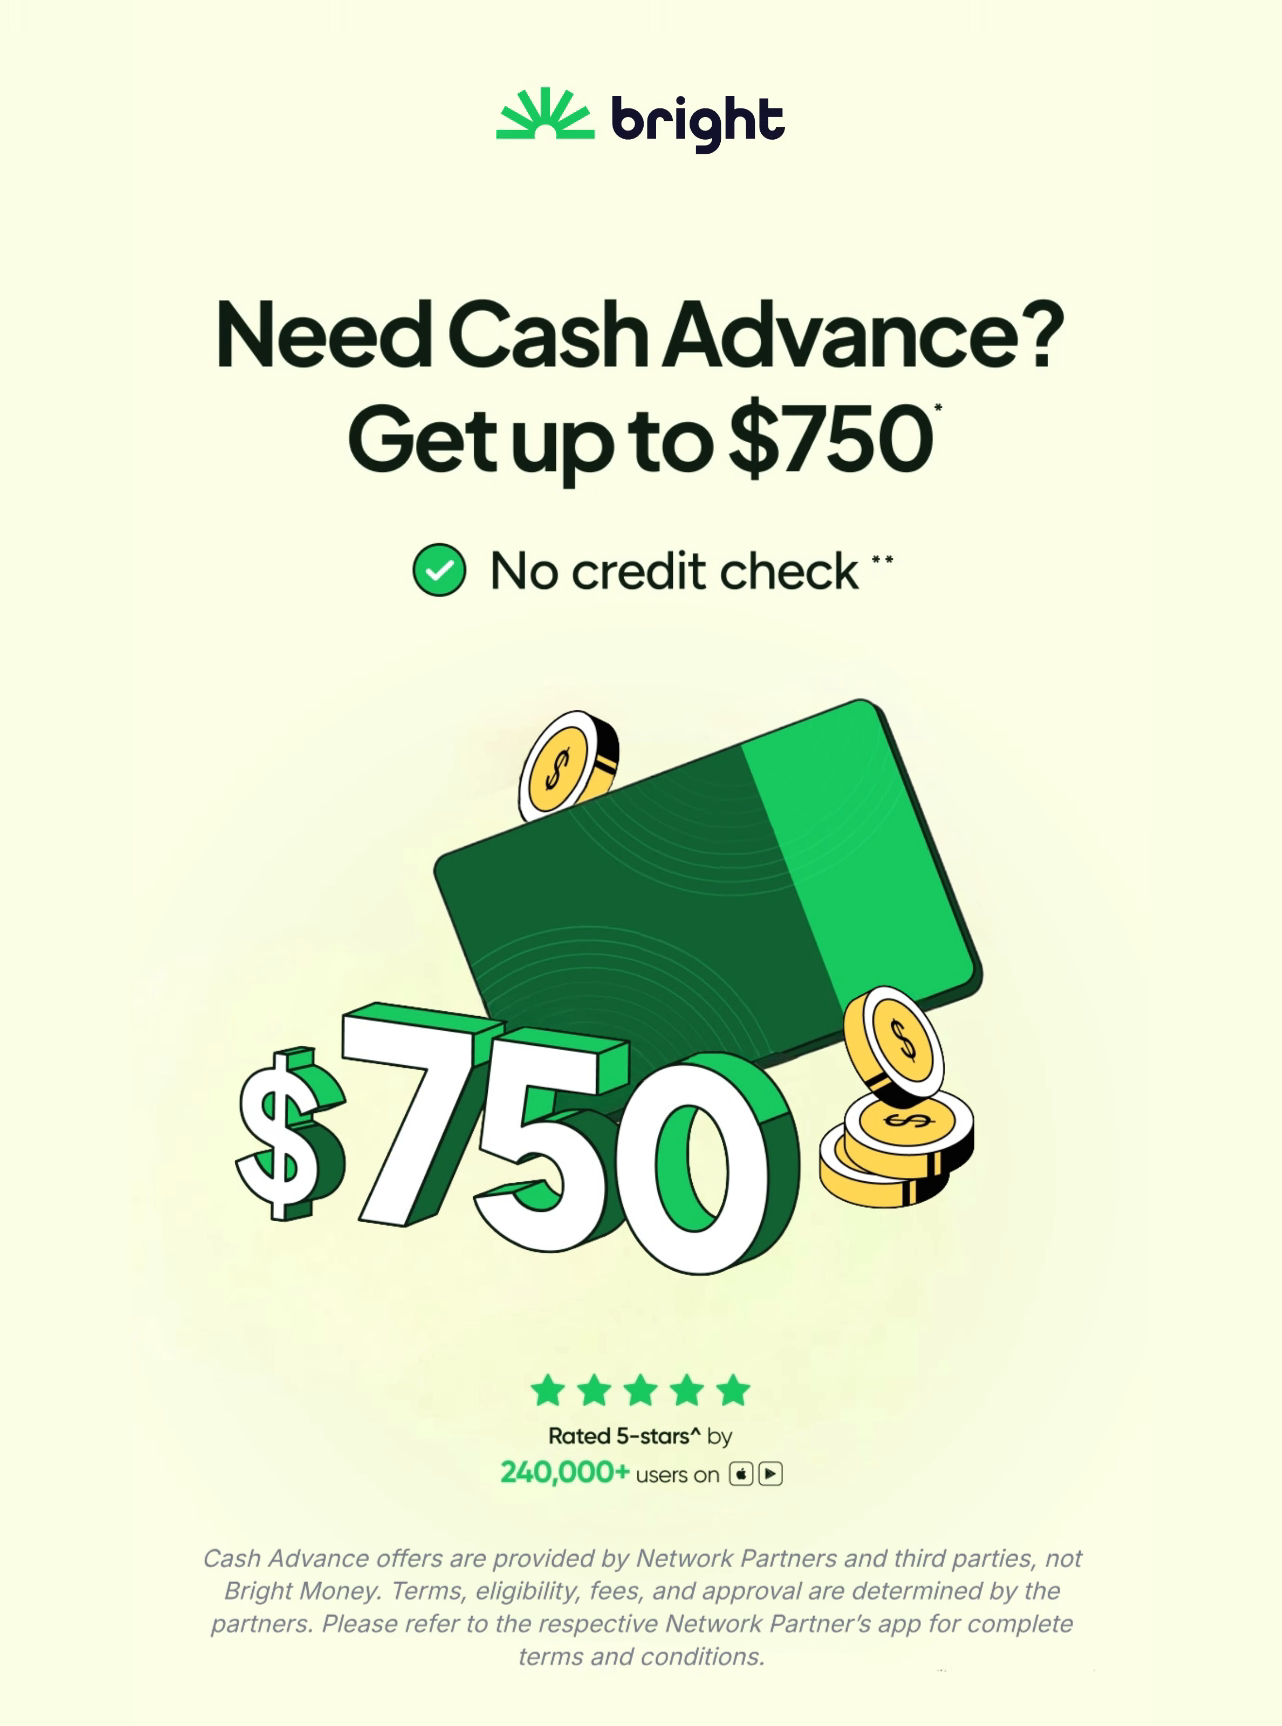 bright
Need Cash Advance?
Get up to $750*
No credit check **
$
$750
$
$
Rated 5-stars^ by
240,000+ users on
Cash Advance offers are provided by Network Partners and third parties, not
Bright Money. Terms, eligibility, fees, and approval are determined by the
partners. Please refer to the respective Network Partner’s app for complete
terms and conditions.